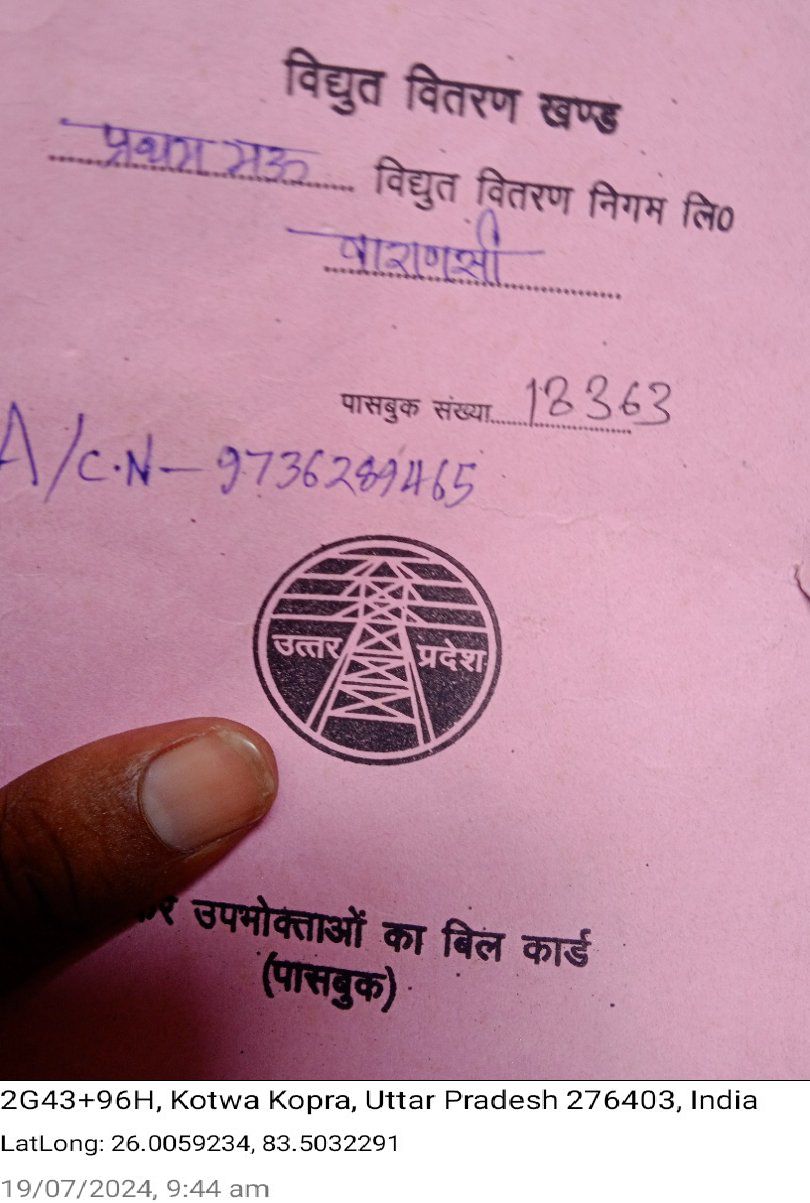 विद्युत वितरण खण्ड
प्रथम मऊ विद्युत वितरण निगम लि0
वाराणसी
पासबुक संख्या 13363
A/C.N- 9736289465
उत्तर प्रदेश
उपभोक्ताओं का बिल कार्ड
(पासबुक)
2G43+96H, Kotwa Kopra, Uttar Pradesh 276403, India
LatLong: 26.0059234, 83.5032291
19/07/2024, 9:44 am